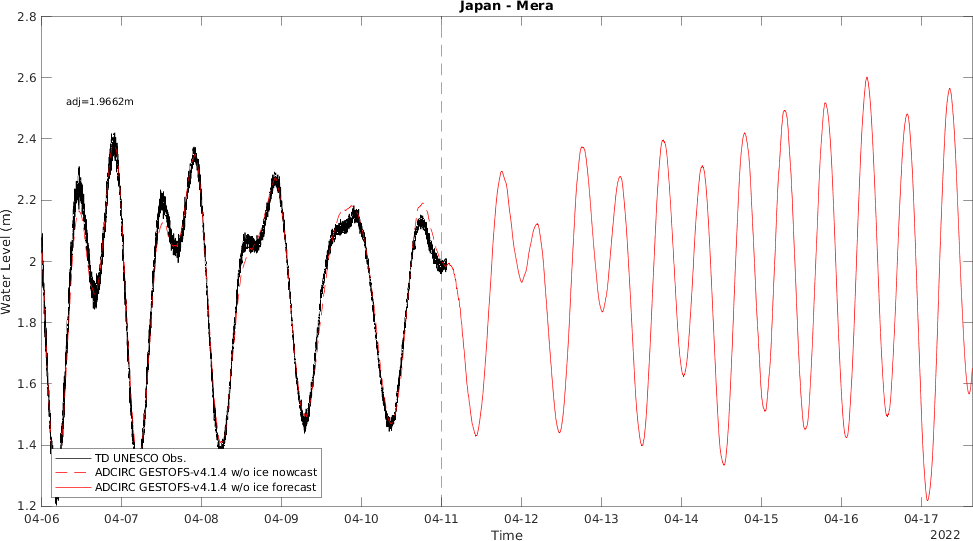 Japan - Mera
2.8
2.6
2.4
2.2
2
1.8
1.6
1.4
1.2
Water Level (m)
adj=1.9662m
TD UNESCO Obs.
ADCIRC GESTOFS-v4.1.4 w/o ice nowcast
ADCIRC GESTOFS-v4.1.4 w/o ice forecast
04-06 04-07 04-08 04-09 04-10 04-11 04-12 04-13 04-14 04-15 04-16 04-17
Time
2022